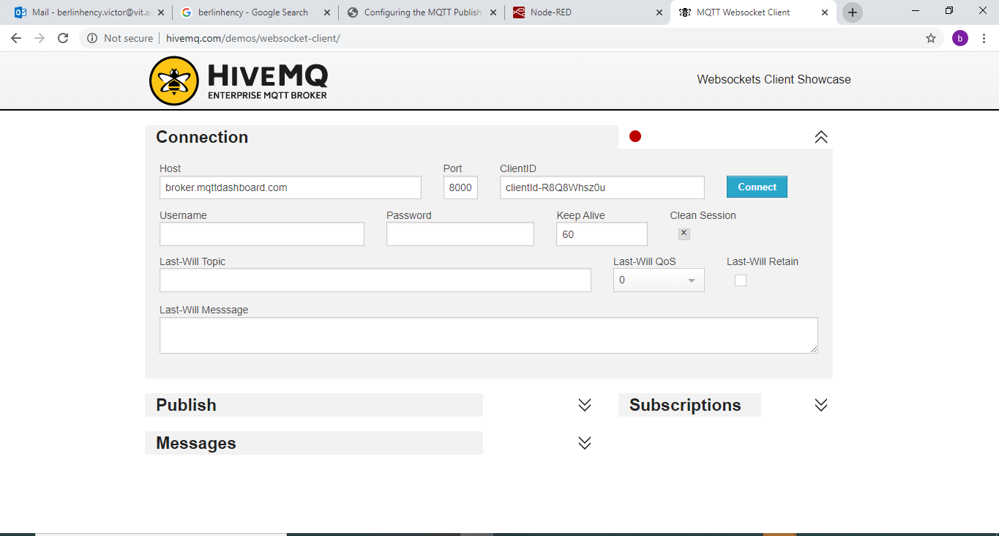 Mail - berlinhency.victor@vit.a
berlinhency - Google Search
Configuring the MQTT Publish
Node-RED
MQTT Websocket Client
Not secure
hivemq.com/demos/websocket-client/
b
HIVEMQ
ENTERPRISE MQTT BROKER
Websockets Client Showcase
Connection
Host
Port
ClientID
broker.mqttdashboard.com
8000
clientId-R8Q8Whsz0u
Connect
Username
Password
Keep Alive
Clean Session
60
Last-Will Topic
Last-Will QoS
Last-Will Retain
0
Last-Will Messsage
Publish
Subscriptions
Messages